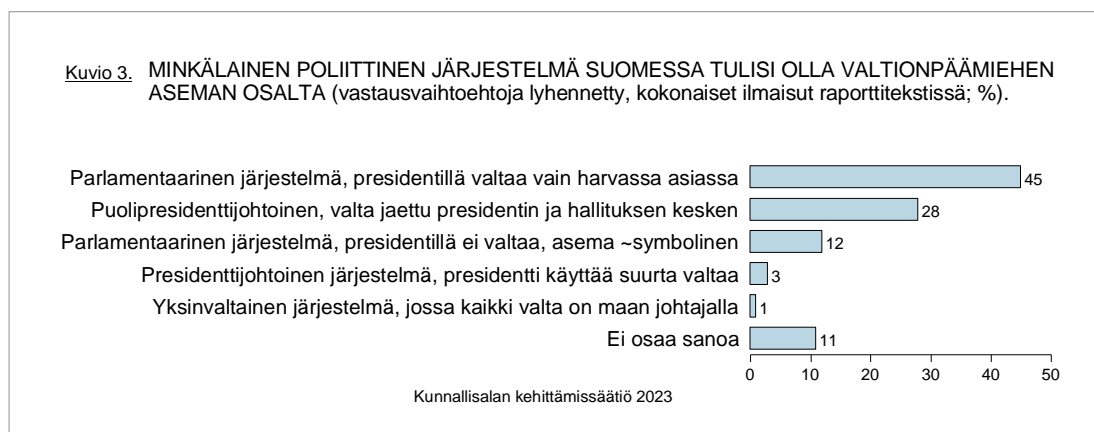 Kuvio 3. MINKÄLAINEN POLIITTINEN JÄRJESTELMÄ SUOMESSA TULISI OLLA VALTIONPÄÄMIEHEN
ASEMAN OSALTA (vastausvaihtoehtoja lyhennetty, kokonaiset ilmaisut raporttitekstissä; %).
Parlamentaarinen järjestelmä, presidentillä valtaa vain harvassa asiassa 45
Puolipresidenttijohtoinen, valta jaettu presidentin ja hallituksen kesken 28
Parlamentaarinen järjestelmä, presidentillä ei valtaa, asema ~symbolinen 12
Presidenttijohtoinen järjestelmä, presidentti käyttää suurta valtaa 3
Yksinvaltainen järjestelmä, jossa kaikki valta on maan johtajalla 1
Ei osaa sanoa 11
0 10 20 30 40 50
Kunnallisalan kehittämissäätiö 2023